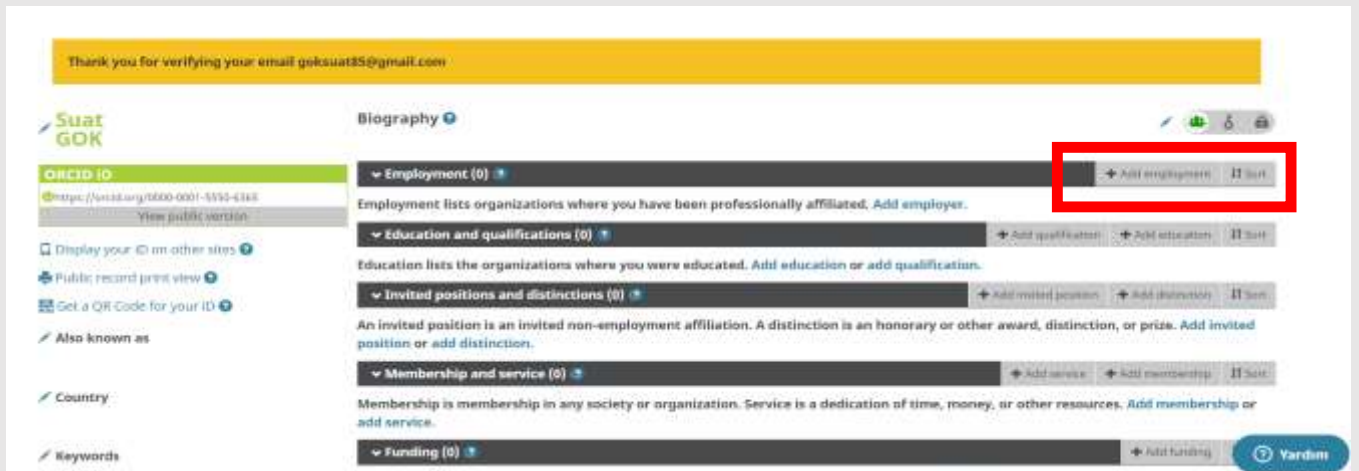 Thank you for verifying your email goksuat85@gmail.com
Suat
GOK
ORCID iD
View public version
Display your iD on other sites
Public record print view
Get a QR Code for your iD
Also known as
Country
Keywords
Biography
Employment (0)
+ Add employment
Sort
Employment lists organizations where you have been professionally affiliated. Add employer.
Education and qualifications (0)
+ Add qualification
+ Add education
Sort
Education lists the organizations where you were educated. Add education or add qualification.
Invited positions and distinctions (0)
+ Add invited position
+ Add distinction
Sort
An invited position is an invited non-employment affiliation. A distinction is an honorary or other award, distinction, or prize. Add invited
position or add distinction.
Membership and service (0)
+ Add service
+ Add membership
Sort
Membership is membership in any society or organization. Service is a dedication of time, money, or other resources. Add membership or
add service.
Funding (0)
+ Add funding
Yardım